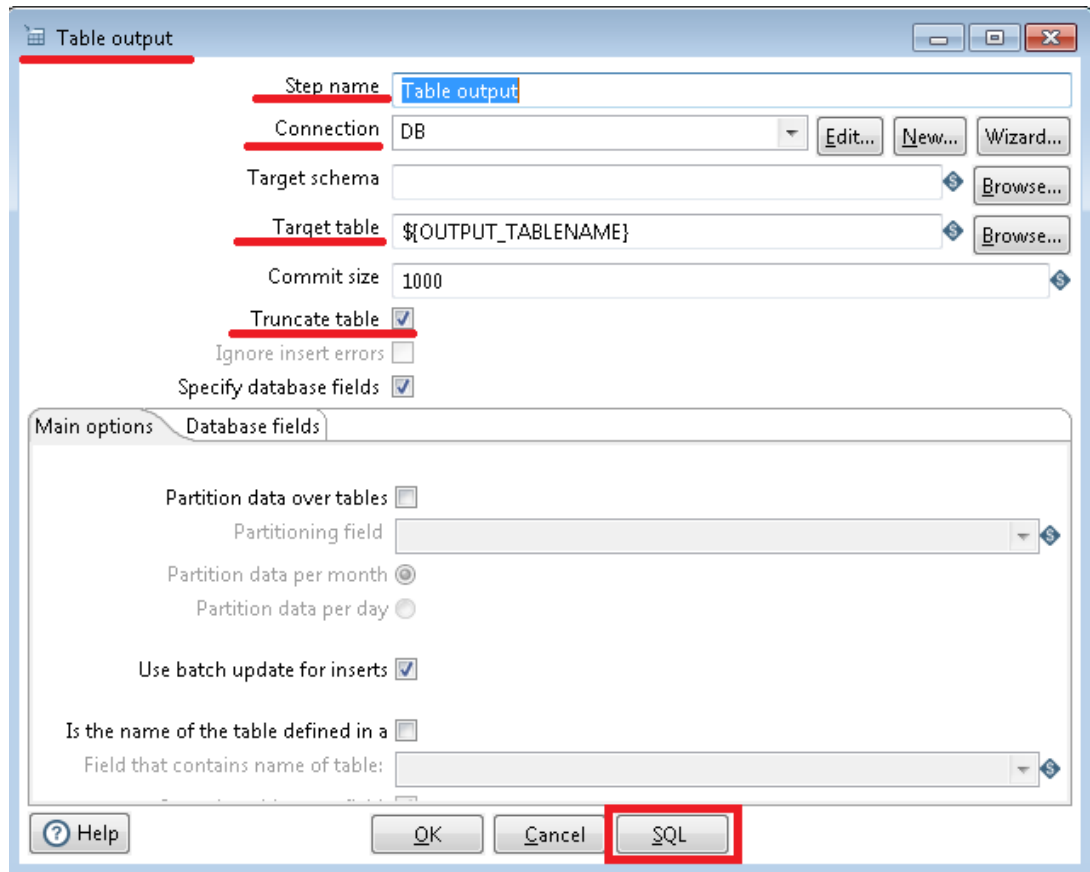 Table output
Step name Table output
Connection DB Edit... New... Wizard...
Target schema Browse...
Target table ${OUTPUT_TABLENAME} Browse...
Commit size 1000
Truncate table
Ignore insert errors
Specify database fields
Main options Database fields
Partition data over tables
Partitioning field
Partition data per month
Partition data per day
Use batch update for inserts
Is the name of the table defined in a
Field that contains name of table:
Help OK Cancel SQL